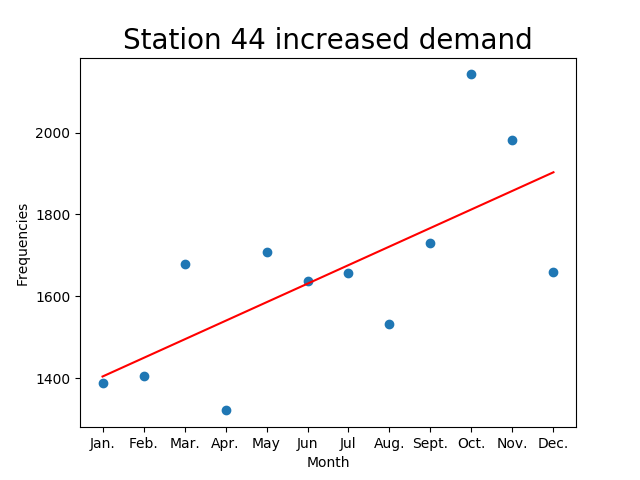 Station 44 increased demand
Frequencies
2000
1800
1600
1400
Jan. Feb. Mar. Apr. May Jun Jul Aug. Sept. Oct. Nov. Dec.
Month